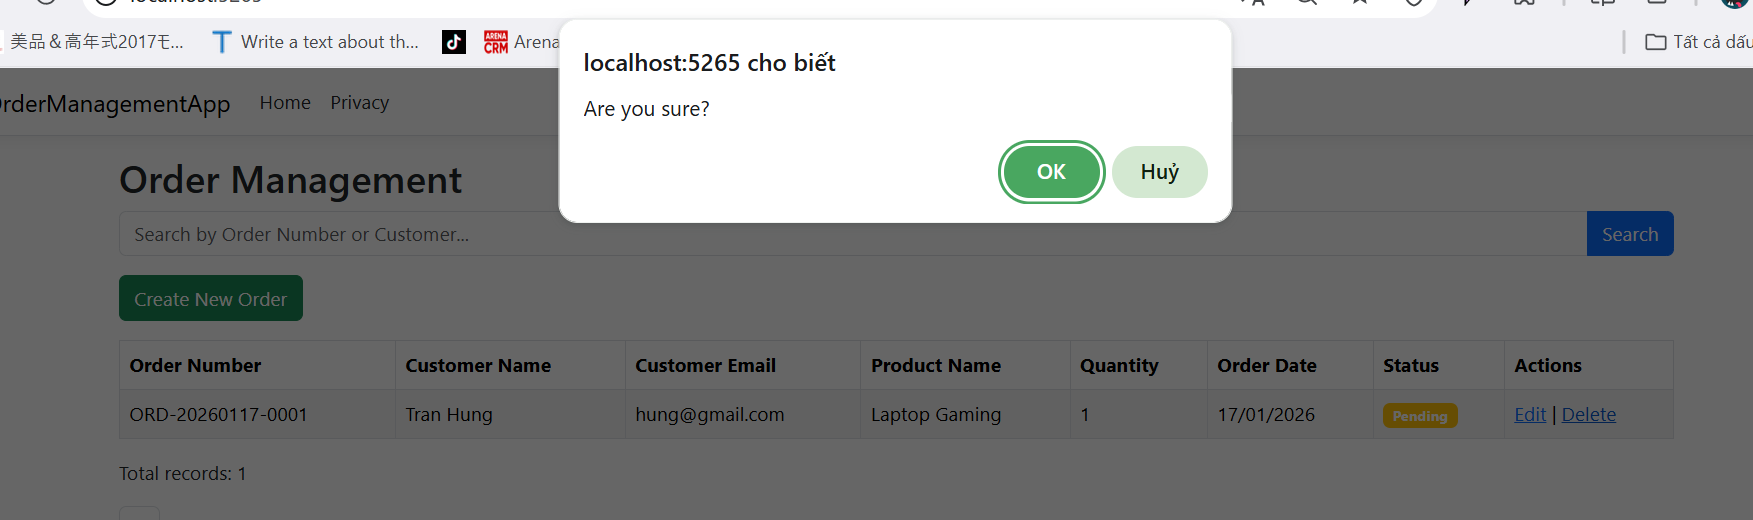 美品＆高年式2017モ...
Write a text about th...
ARENA CRM
Arena
Tất cả dấu
localhost:5265 cho biết
Are you sure?
OK
Huỷ
OrderManagementApp
Home
Privacy
Order Management
Search by Order Number or Customer...
Search
Create New Order
Order Number Customer Name Customer Email Product Name Quantity Order Date Status Actions
ORD-20260117-0001 Tran Hung hung@gmail.com Laptop Gaming 1 17/01/2026 Pending Edit | Delete
Total records: 1